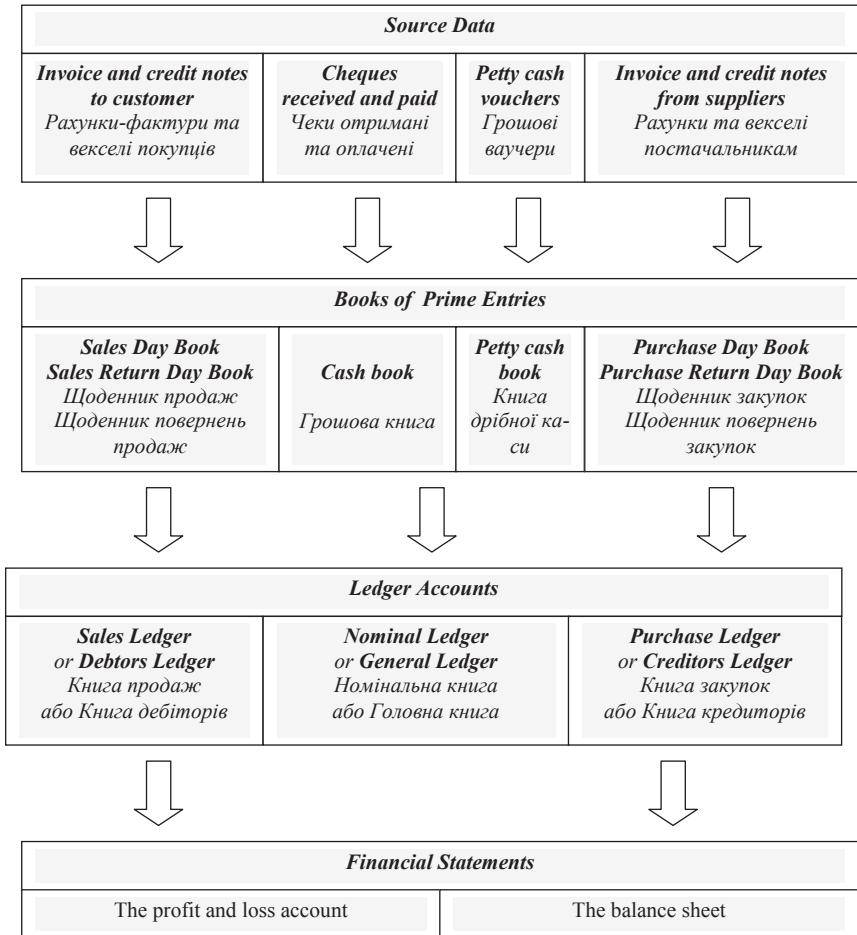 Source Data
Invoice and credit notes
to customer
Рахунки-фактури та
векселі покупців
Cheques
received and paid
Чеки отримані
та оплачені
Petty cash
vouchers
Грошові
ваучери
Invoice and credit notes
from suppliers
Рахунки та векселі
постачальникам
Books of Prime Entries
Sales Day Book
Sales Return Day Book
Щоденник продаж
Щоденник повернень
продаж
Cash book
Грошова книга
Petty cash
book
Книга
дрібної ка-
си
Purchase Day Book
Purchase Return Day Book
Щоденник закупок
Щоденник повернень
закупок
Ledger Accounts
Sales Ledger
or Debtors Ledger
Книга продаж
або Книга дебіторів
Nominal Ledger
or General Ledger
Номінальна книга
або Головна книга
Purchase Ledger
or Creditors Ledger
Книга закупок
або Книга кредиторів
Financial Statements
The profit and loss account
The balance sheet